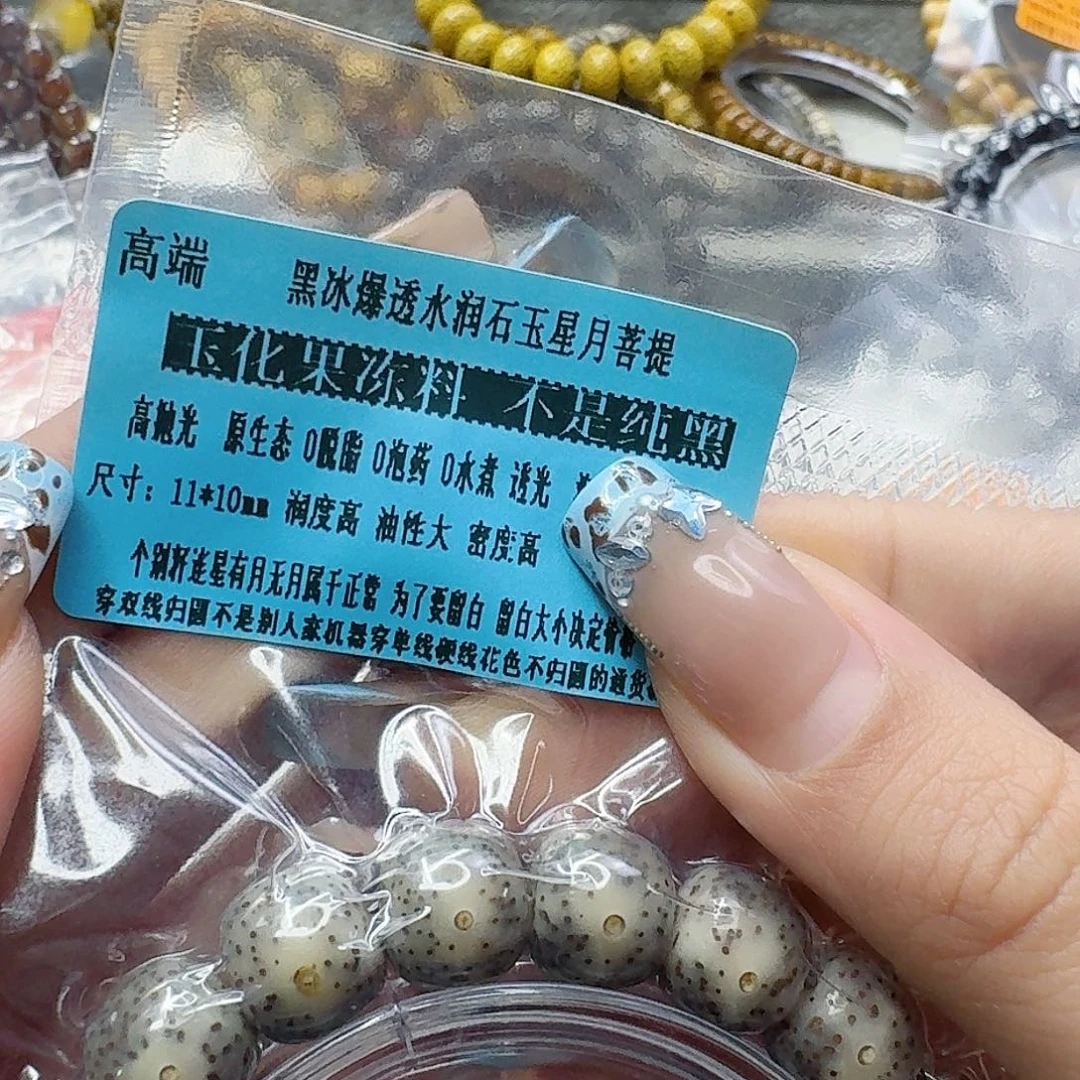 高端 黑冰爆透水润石玉星月菩提
玉化果冻料 不是纯黑
高抛光 原生态 0脱脂 0泡药 0水煮 透光
尺寸：11*10mm 润度高 油性大 密度高
个别籽连星有月无月属于正常 为了要留白 留白大小决定价
穿双线归圆不是别人家机器穿单线硬线花色不归圆的通货